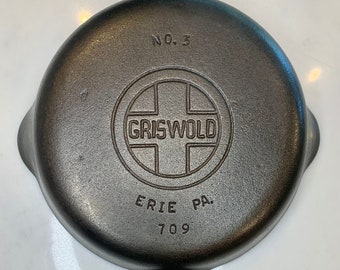 NO. 3
GRISWOLD
ERIE PA.
709